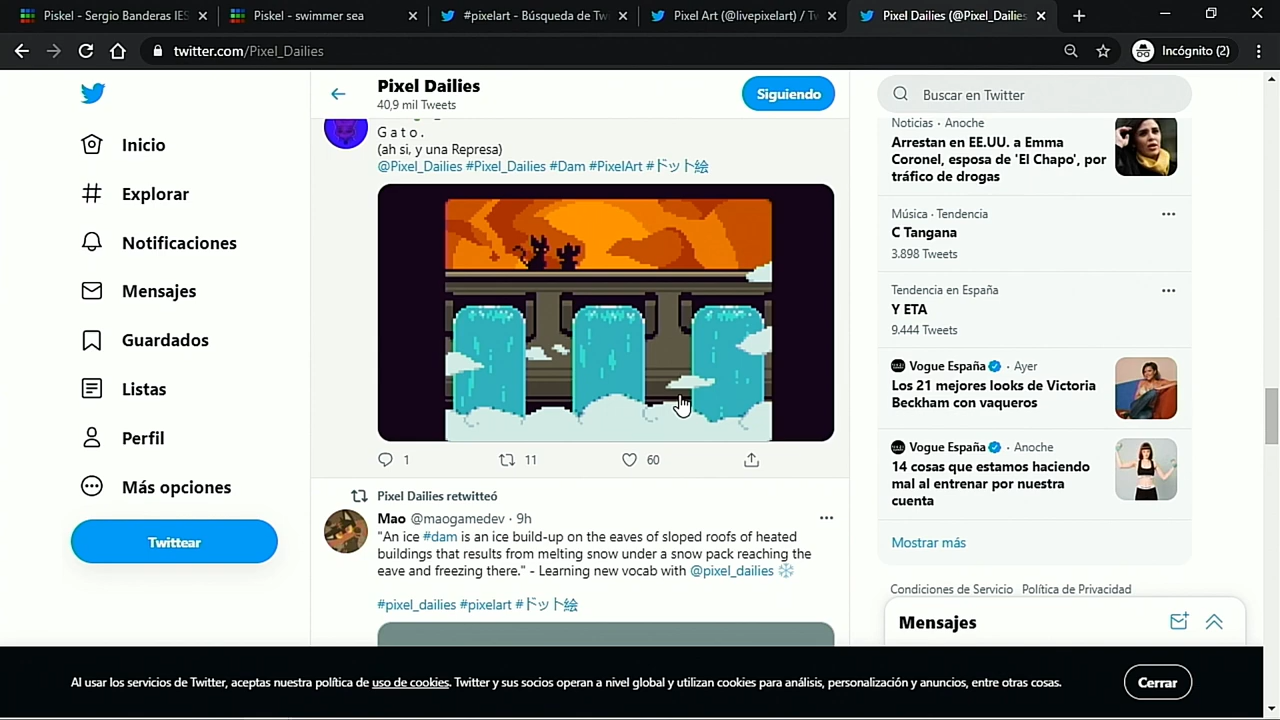 Piskel - Sergio Banderas IES
Piskel - swimmer sea
#pixelart - Búsqueda de Tw
Pixel Art (@livepixelart) / Tw
Pixel Dailies (@Pixel_Dailies
twitter.com/Pixel_Dailies
Incógnito (2)
Inicio
Explorar
Notificaciones
Mensajes
Guardados
Listas
Perfil
Más opciones
Twittear
Pixel Dailies
40,9 mil Tweets
Siguiendo
G a t o .
(ah si, y una Represa)
@Pixel_Dailies #Pixel_Dailies #Dam #PixelArt #ドット絵
1
11
60
Pixel Dailies retwitteó
Mao @maogamedev · 9h
"An ice #dam is an ice build-up on the eaves of sloped roofs of heated
buildings that results from melting snow under a snow pack reaching the
eave and freezing there." - Learning new vocab with @pixel_dailies ❄
#pixel_dailies #pixelart #ドット絵
Buscar en Twitter
Noticias · Anoche
Arrestan en EE.UU. a Emma
Coronel, esposa de 'El Chapo', por
tráfico de drogas
Música · Tendencia
C Tangana
3.898 Tweets
Tendencia en España
Y ETA
9.444 Tweets
Vogue España · Ayer
Los 21 mejores looks de Victoria
Beckham con vaqueros
Vogue España · Anoche
14 cosas que estamos haciendo
mal al entrenar por nuestra
cuenta
Mostrar más
Condiciones de Servicio Política de Privacidad
Mensajes
Al usar los servicios de Twitter, aceptas nuestra política de uso de cookies. Twitter y sus socios operan a nivel global y utilizan cookies para análisis, personalización y anuncios, entre otras cosas.
Cerrar